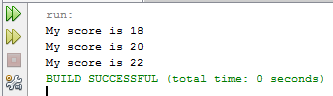 run:
My score is 18
My score is 20
My score is 22
BUILD SUCCESSFUL (total time: 0 seconds)